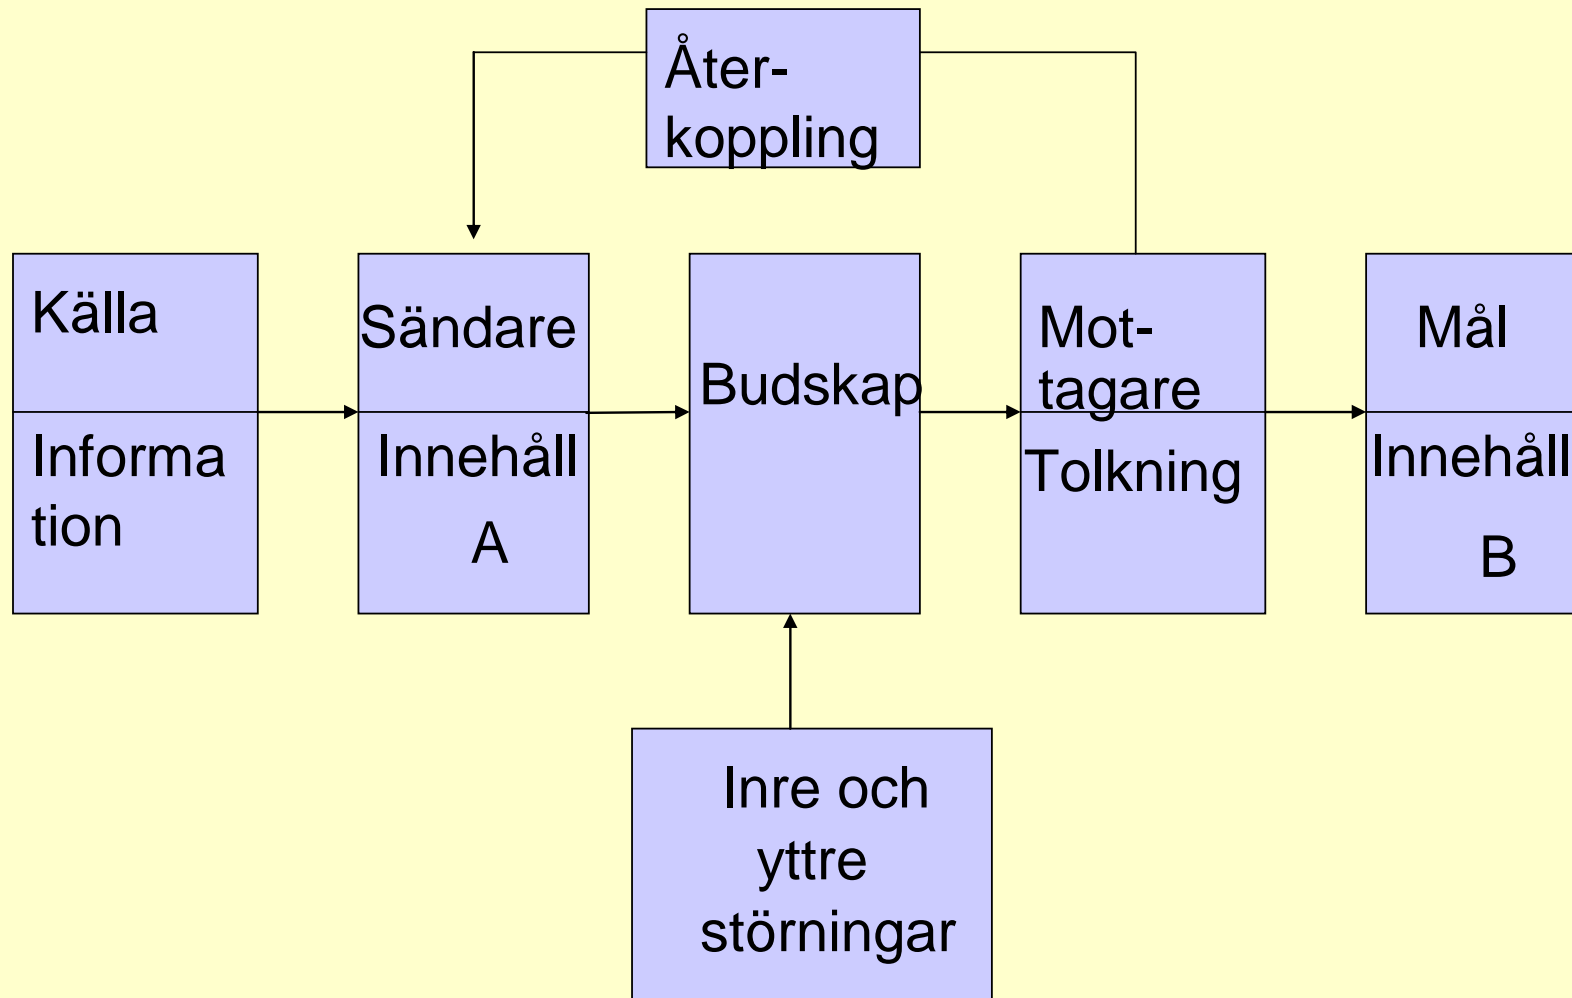 Åter-
koppling
Källa
Informa
tion
Sändare
Innehåll
A
Budskap
Mot-
tagare
Tolkning
Mål
Innehåll
B
Inre och
yttre
störningar